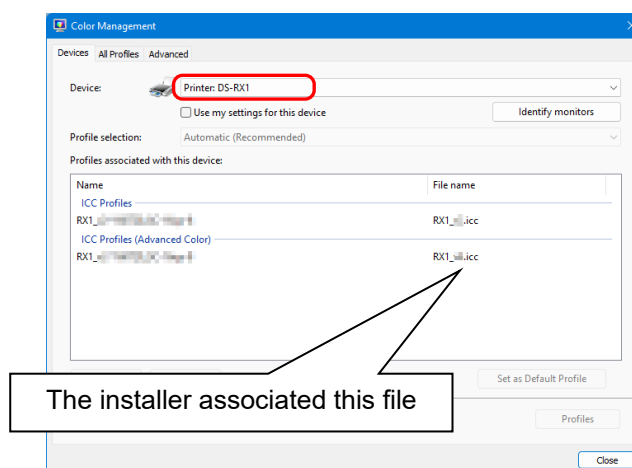 Color Management
Devices All Profiles Advanced
Device: Printer: DS-RX1
Use my settings for this device Identify monitors
Profile selection: Automatic (Recommended)
Profiles associated with this device:
Name File name
ICC Profiles
RX1_ RX1_ .icc
ICC Profiles (Advanced Color)
RX1_ RX1_ .icc
Set as Default Profile
The installer associated this file
Profiles
Close